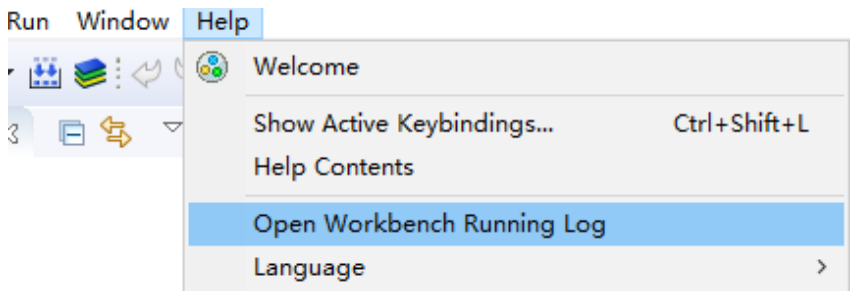 Run Window Help
Welcome
Show Active Keybindings... Ctrl+Shift+L
Help Contents
Open Workbench Running Log
Language